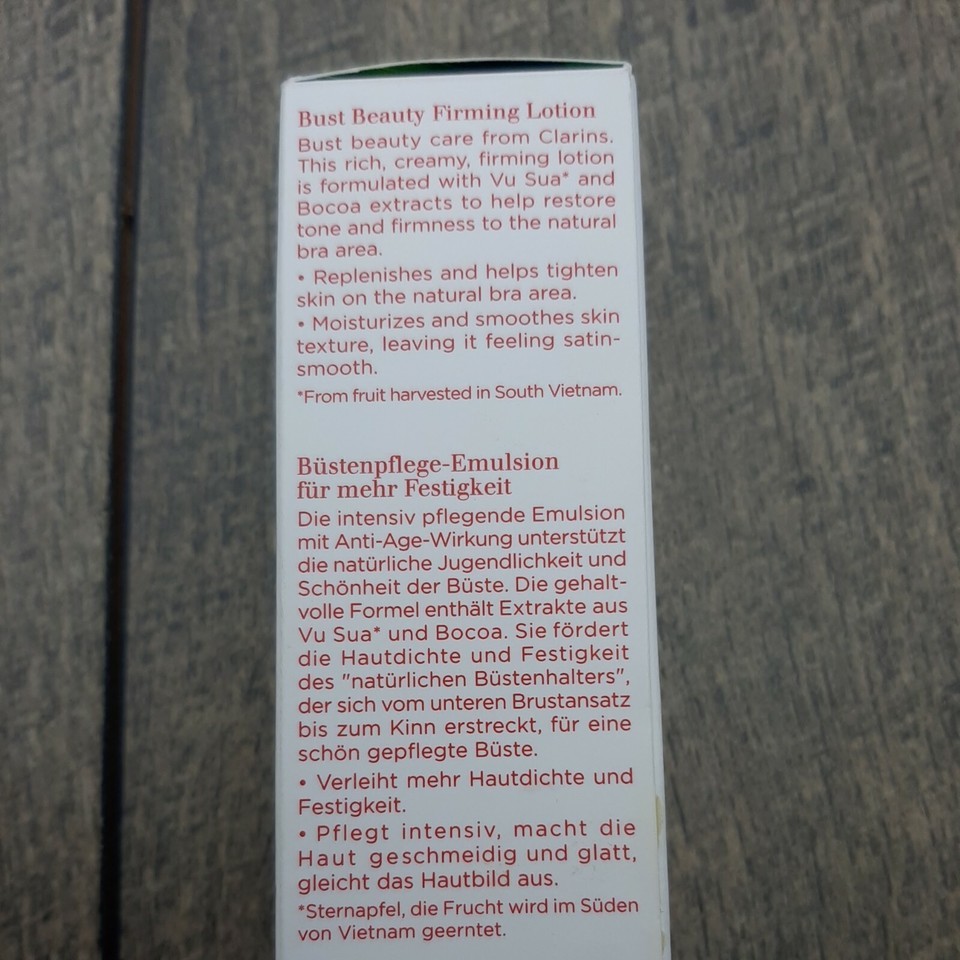 Bust Beauty Firming Lotion
Bust beauty care from Clarins.
This rich, creamy, firming lotion
is formulated with Vu Sua* and
Bocoa extracts to help restore
tone and firmness to the natural
bra area.
• Replenishes and helps tighten
skin on the natural bra area.
• Moisturizes and smoothes skin
texture, leaving it feeling satin-
smooth.
*From fruit harvested in South Vietnam.
Büstenpflege-Emulsion
für mehr Festigkeit
Die intensiv pflegende Emulsion
mit Anti-Age-Wirkung unterstützt
die natürliche Jugendlichkeit und
Schönheit der Büste. Die gehalt-
volle Formel enthält Extrakte aus
Vu Sua* und Bocoa. Sie fördert
die Hautdichte und Festigkeit
des "natürlichen Büstenhalters",
der sich vom unteren Brustansatz
bis zum Kinn erstreckt, für eine
schön gepflegte Büste.
• Verleiht mehr Hautdichte und
Festigkeit.
• Pflegt intensiv, macht die
Haut geschmeidig und glatt,
gleicht das Hautbild aus.
*Sternapfel, die Frucht wird im Süden
von Vietnam geerntet.